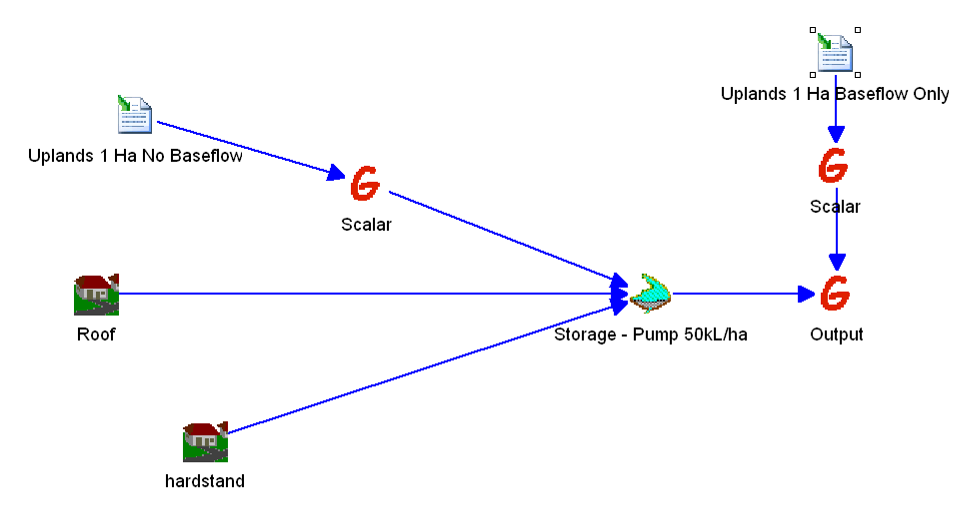 Uplands 1 Ha Baseflow Only
Uplands 1 Ha No Baseflow
Scalar
Scalar
Roof
Storage - Pump 50kL/ha
Output
hardstand